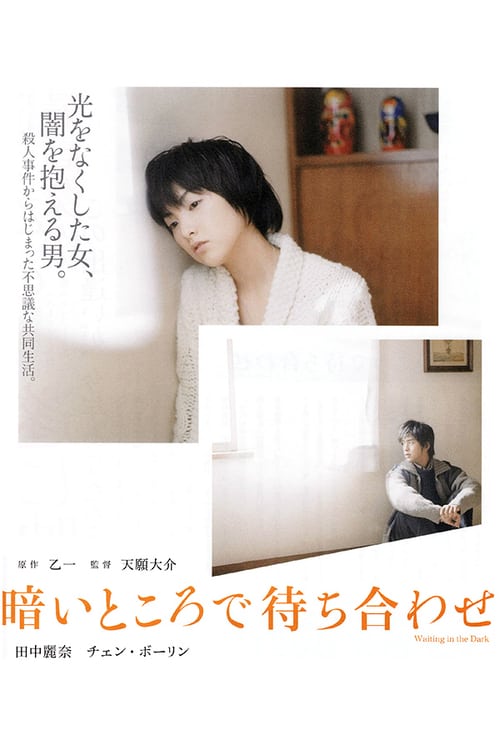 光をなくした女、
闇を抱える男。
殺人事件からはじまった不思議な共同生活。
原作 乙一 監督 天願大介
暗いところで待ち合わせ
Waiting in the Dark
田中麗奈 チェン・ボーリン